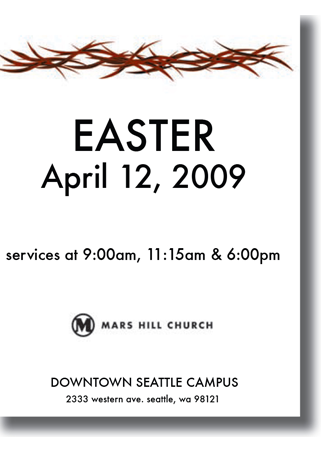 EASTER
April 12, 2009
services at 9:00am, 11:15am & 6:00pm
M MARS HILL CHURCH
DOWNTOWN SEATTLE CAMPUS
2333 western ave. seattle, wa 98121